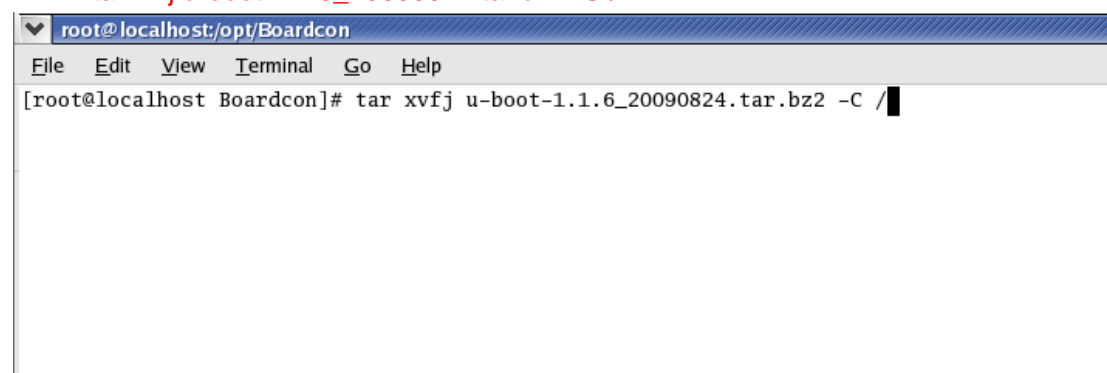 root@localhost:/opt/Boardcon
File Edit View Terminal Go Help
[root@localhost Boardcon]# tar xvfj u-boot-1.1.6_20090824.tar.bz2 -C /